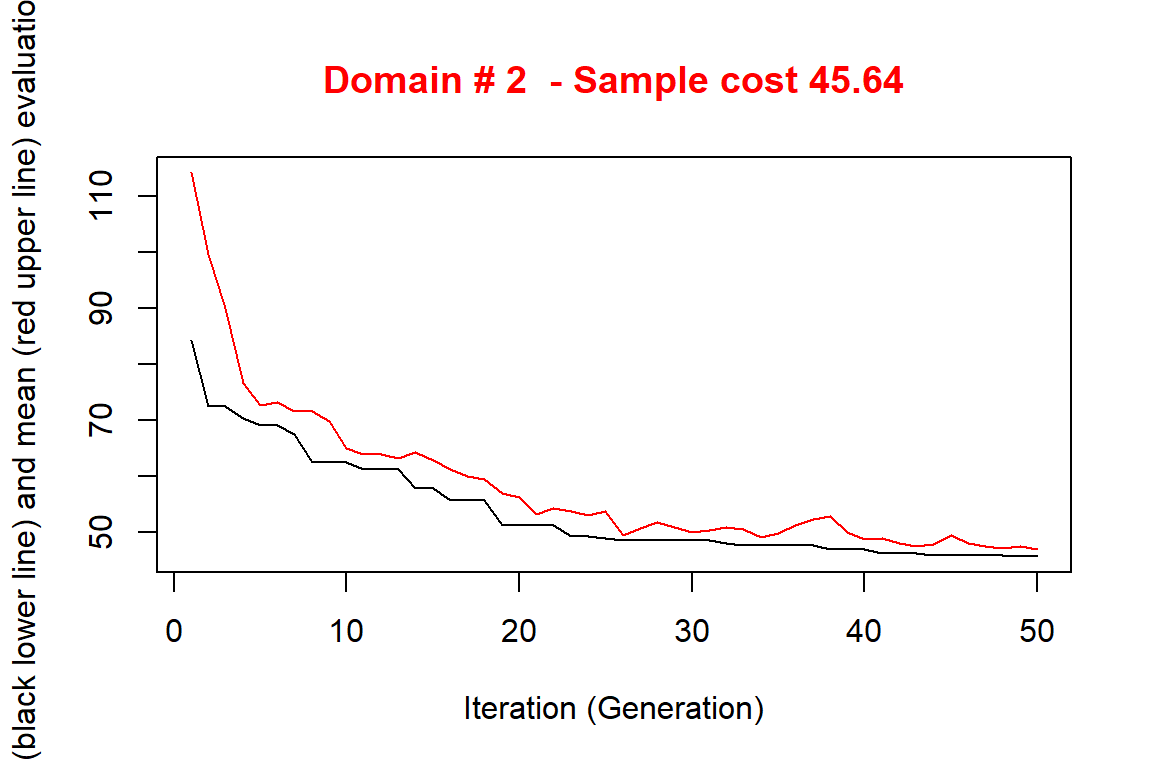 Domain # 2  - Sample cost 45.64
(black lower line) and mean (red upper line) evaluatio
110
90
70
50
0 10 20 30 40 50
Iteration (Generation)